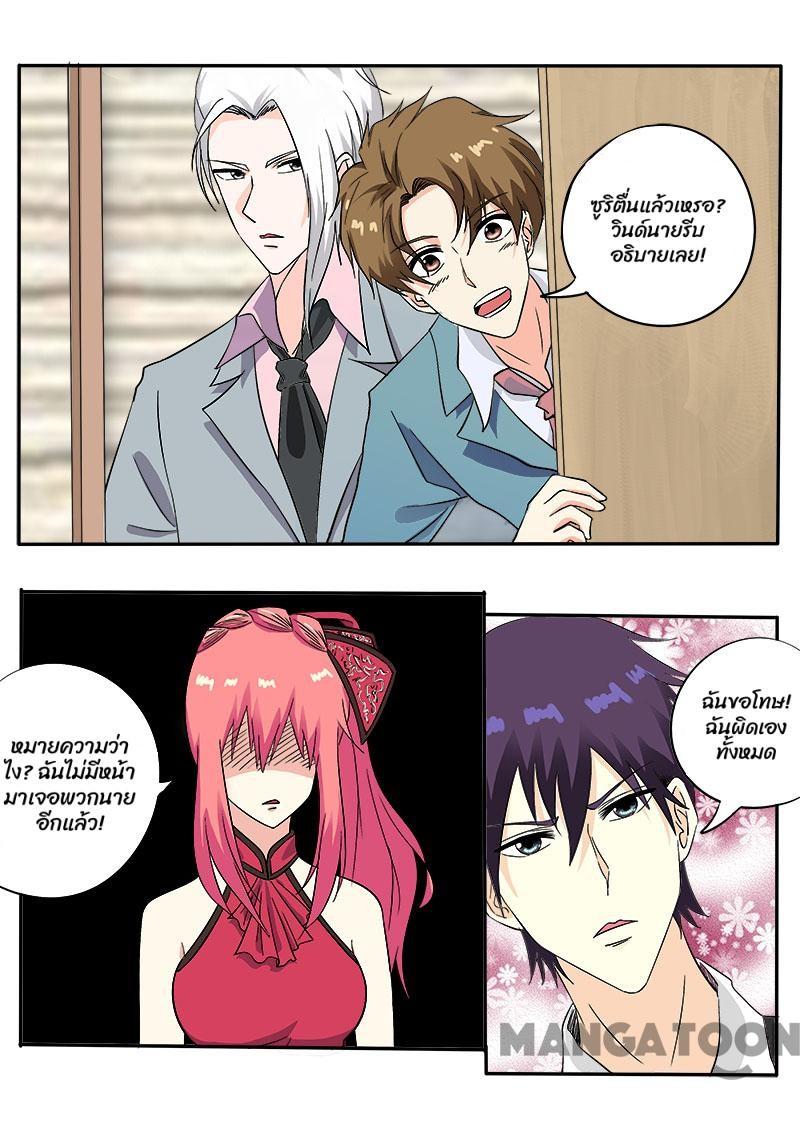 ซูริตื่นแล้วเหรอ?
วินด์นายรีบ
อธิบายเลย!
หมายความว่า
ไง? ฉันไม่มีหน้า
มาเจอพวกนาย
อีกแล้ว!
ฉันขอโทษ!
ฉันผิดเอง
ทั้งหมด
MANGATOON